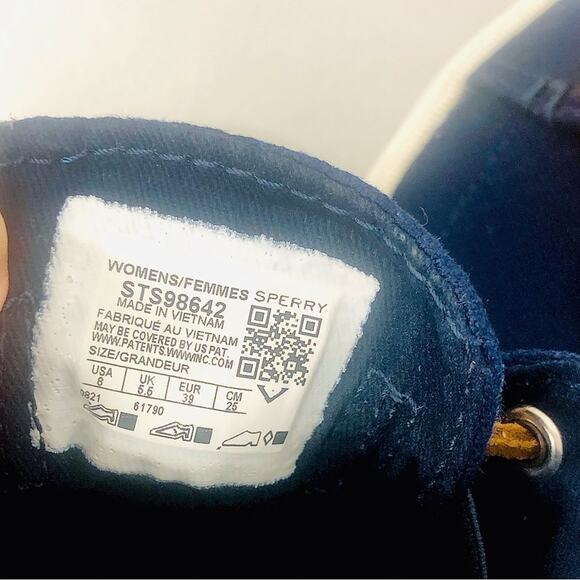 WOMENS/FEMMES SPERRY
STS98642
MADE IN VIETNAM
FABRIQUÉ AU VIETNAM
MAY BE COVERED BY US PAT.
WWW.PATENTS.WWWINC.COM
SIZE/GRANDEUR
USA UK EUR CM
8 5.5 39 25
0821 61790